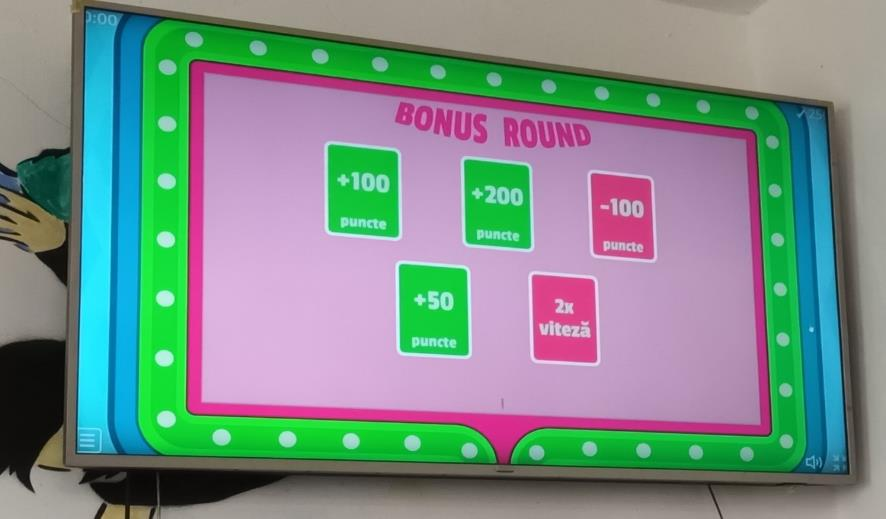 BONUS ROUND
+100
puncte
+200
puncte
-100
puncte
+50
puncte
2x
viteză